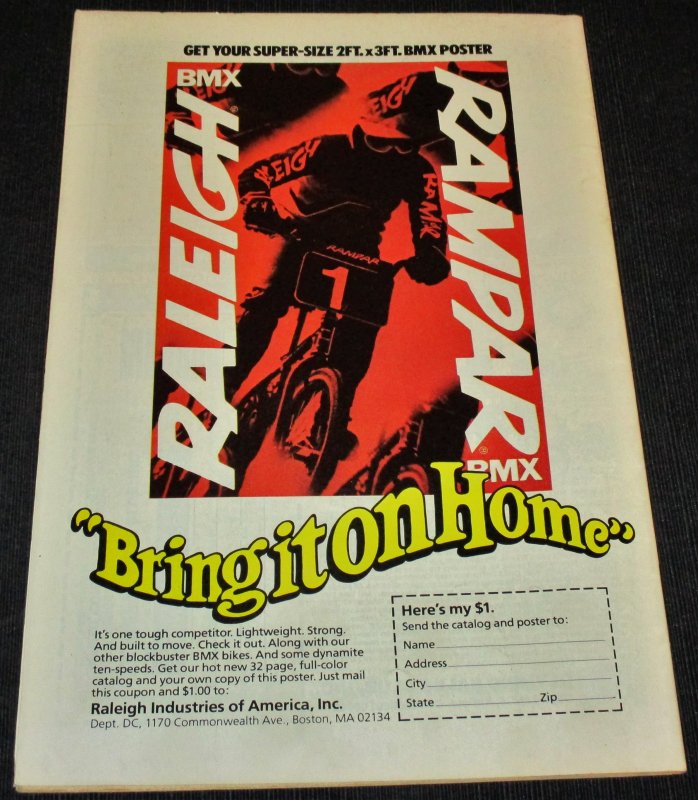 GET YOUR SUPER-SIZE 2FT. x 3FT. BMX POSTER
BMX
RALEIGH
RAMPAR
BMX
EIGH
RAMPAR
1
"Bring it on Home"
It's one tough competitor. Lightweight. Strong.
And built to move. Check it out. Along with our
other blockbuster BMX bikes. And some dynamite
ten-speeds. Get our hot new 32 page, full-color
catalog and your own copy of this poster. Just mail
this coupon and $1.00 to:
Raleigh Industries of America, Inc.
Dept. DC, 1170 Commonwealth Ave., Boston, MA 02134
Here's my $1.
Send the catalog and poster to:
Name
Address
City
State Zip